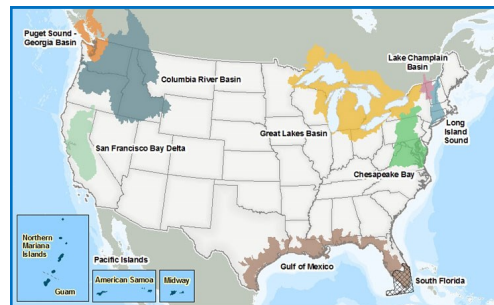 Puget Sound -
Georgia Basin
Columbia River Basin
Lake Champlain
Basin
Great Lakes Basin
Long
Island
Sound
San Francisco Bay Delta
Chesapeake Bay
Northern
Mariana
Islands
Guam
Pacific Islands
American Samoa
Midway
Gulf of Mexico
South Florida